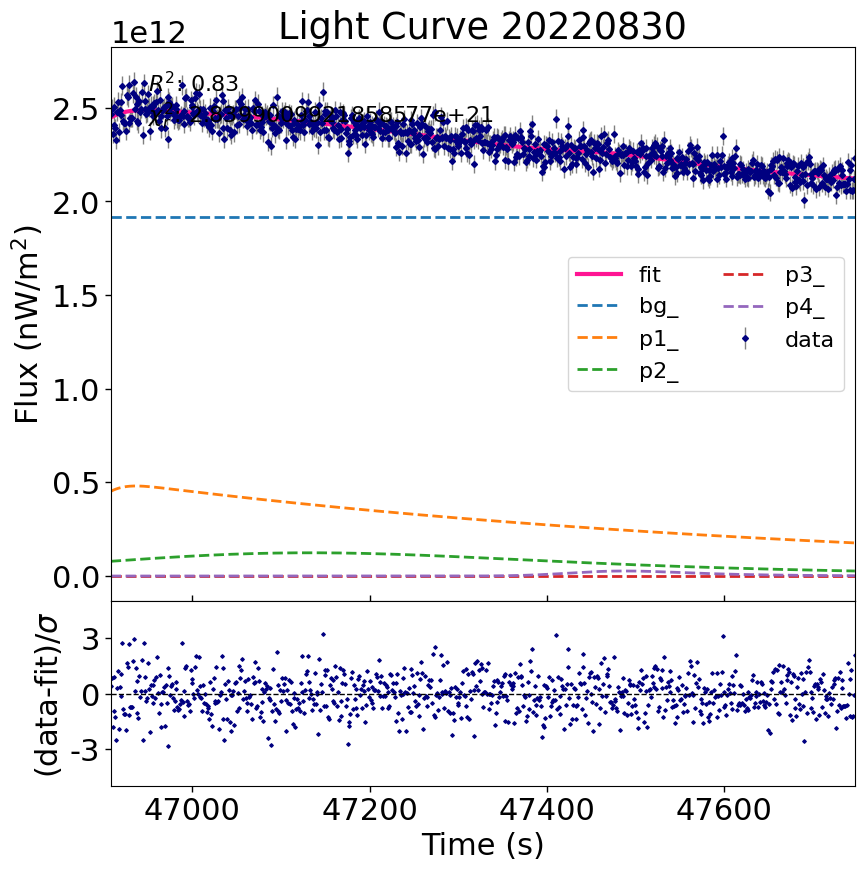 Light Curve 20220830
1e12
R²: 0.83
2.5
2.0
1.5
1.0
0.5
0.0
Flux (nW/m²)
fit
bg_
p1_
p2_
p3_
p4_
data
3
0
-3
(data-fit)/σ
47000 47200 47400 47600
Time (s)